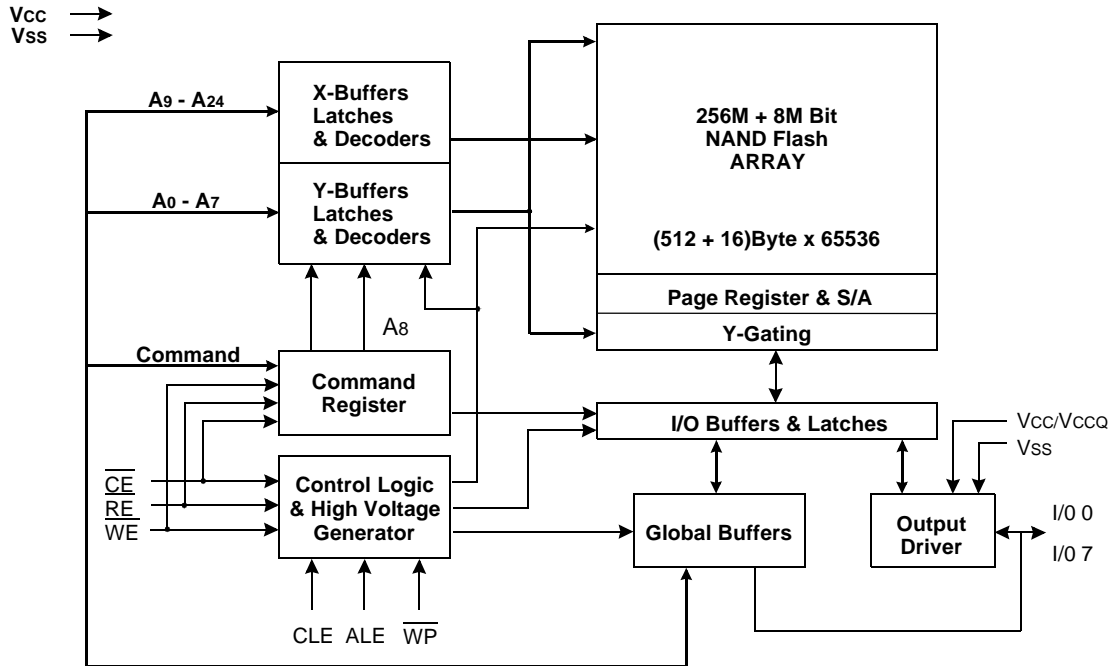 VCC
VSS
A9 - A24
X-Buffers
Latches
& Decoders
A0 - A7
Y-Buffers
Latches
& Decoders
256M + 8M Bit
NAND Flash
ARRAY
(512 + 16)Byte x 65536
Page Register & S/A
Y-Gating
A8
Command
Command
Register
I/O Buffers & Latches
VCC/VCCQ
VSS
CE
RE
WE
Control Logic
& High Voltage
Generator
Global Buffers
Output
Driver
I/0 0
I/0 7
CLE
ALE
WP